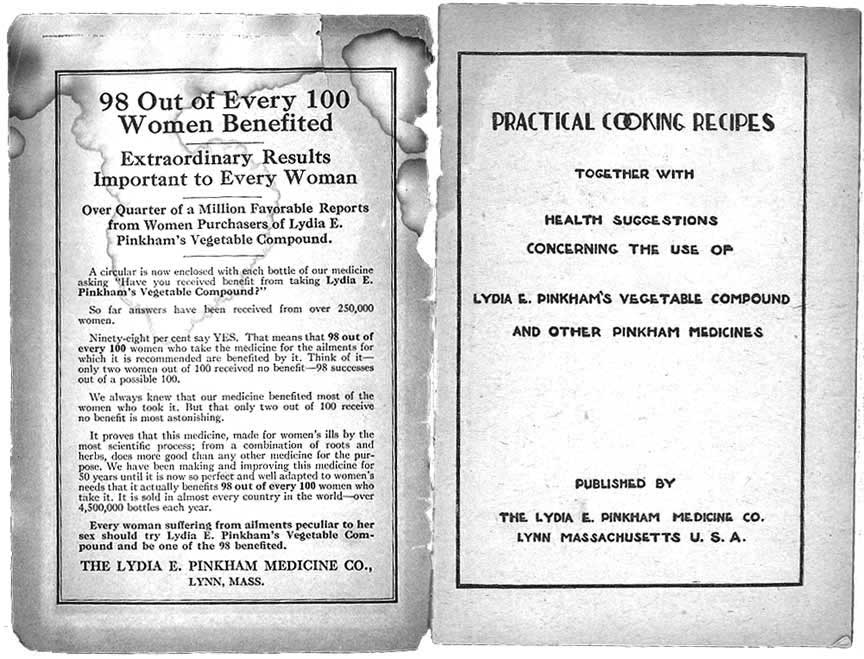 98 Out of Every 100
Women Benefited
Extraordinary Results
Important to Every Woman
Over Quarter of a Million Favorable Reports
from Women Purchasers of Lydia E.
Pinkham's Vegetable Compound.
A circular is now enclosed with each bottle of our medicine
asking "Have you received benefit from taking Lydia E.
Pinkham's Vegetable Compound?"
So far answers have been received from over 250,000
women.
Ninety-eight per cent say YES. That means that 98 out of
every 100 women who take the medicine for the ailments for
which it is recommended are benefited by it. Think of it—
only two women out of 100 received no benefit—98 successes
out of a possible 100.
We always knew that our medicine benefited most of the
women who took it. But that only two out of 100 receive
no benefit is most astonishing.
It proves that this medicine, made for women's ills by the
most scientific process; from a combination of roots and
herbs, does more good than any other medicine for the pur-
pose. We have been making and improving this medicine for
50 years until it is now so perfect and well adapted to women's
needs that it actually benefits 98 out of every 100 women who
take it. It is sold in almost every country in the world—over
4,500,000 bottles each year.
Every woman suffering from ailments peculiar to her
sex should try Lydia E. Pinkham's Vegetable Com-
pound and be one of the 98 benefited.
THE LYDIA E. PINKHAM MEDICINE CO.,
LYNN, MASS.
PRACTICAL COOKING RECIPES
TOGETHER WITH
HEALTH SUGGESTIONS
CONCERNING THE USE OF
LYDIA E. PINKHAM'S VEGETABLE COMPOUND
AND OTHER PINKHAM MEDICINES
PUBLISHED BY
THE LYDIA E. PINKHAM MEDICINE CO.
LYNN MASSACHUSETTS U. S. A.